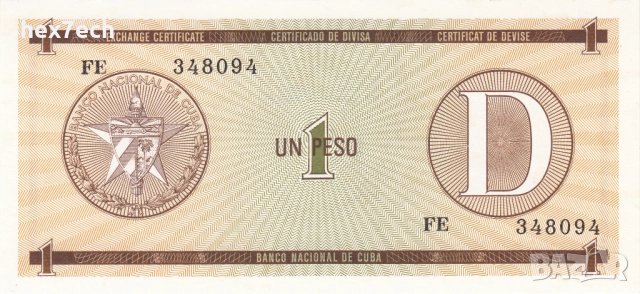 hex7ech
1 EXCHANGE CERTIFICATE CERTIFICADO DE DIVISA CERTIFICAT DE DEVISE 1
FE 348094
BANCO NACIONAL DE CUBA
UN PESO
1
D
FE 348094
1 BANCO NACIONAL DE CUBA 1
BAZAR